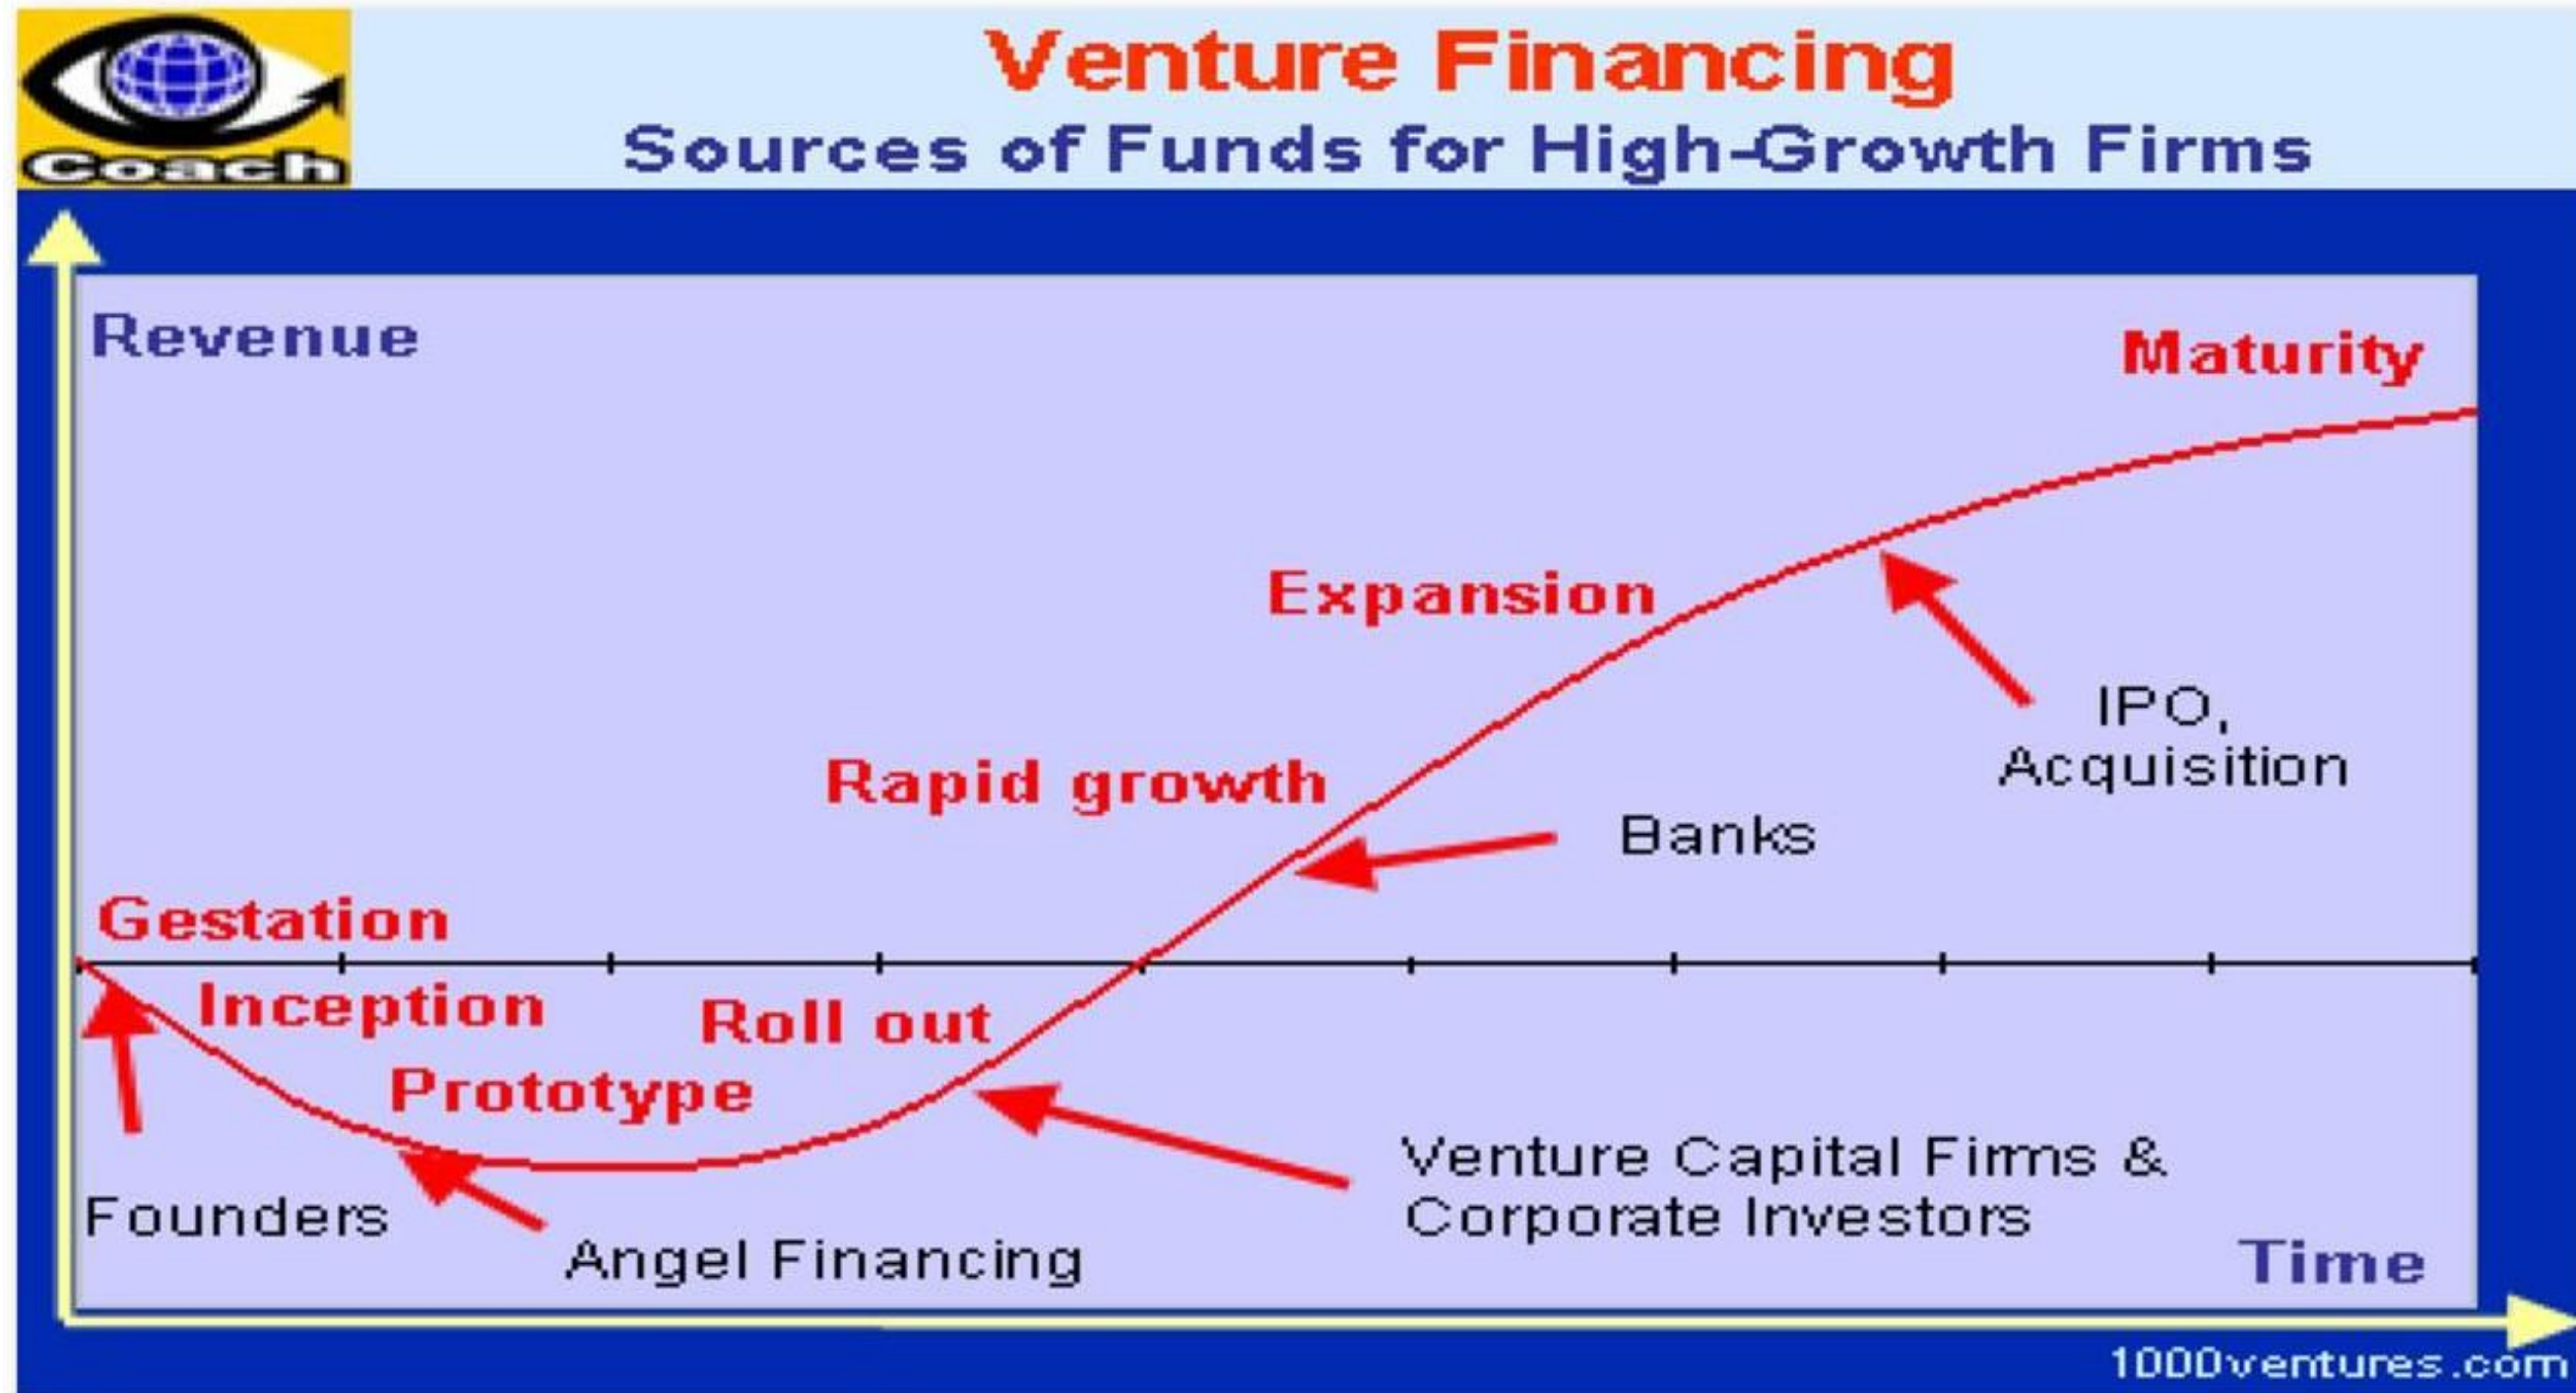 Coach
Venture Financing
Sources of Funds for High-Growth Firms
Revenue
Maturity
Expansion
IPO,
Acquisition
Rapid growth
Banks
Gestation
Inception
Roll out
Prototype
Venture Capital Firms &
Corporate Investors
Founders
Angel Financing
Time
1000ventures.com